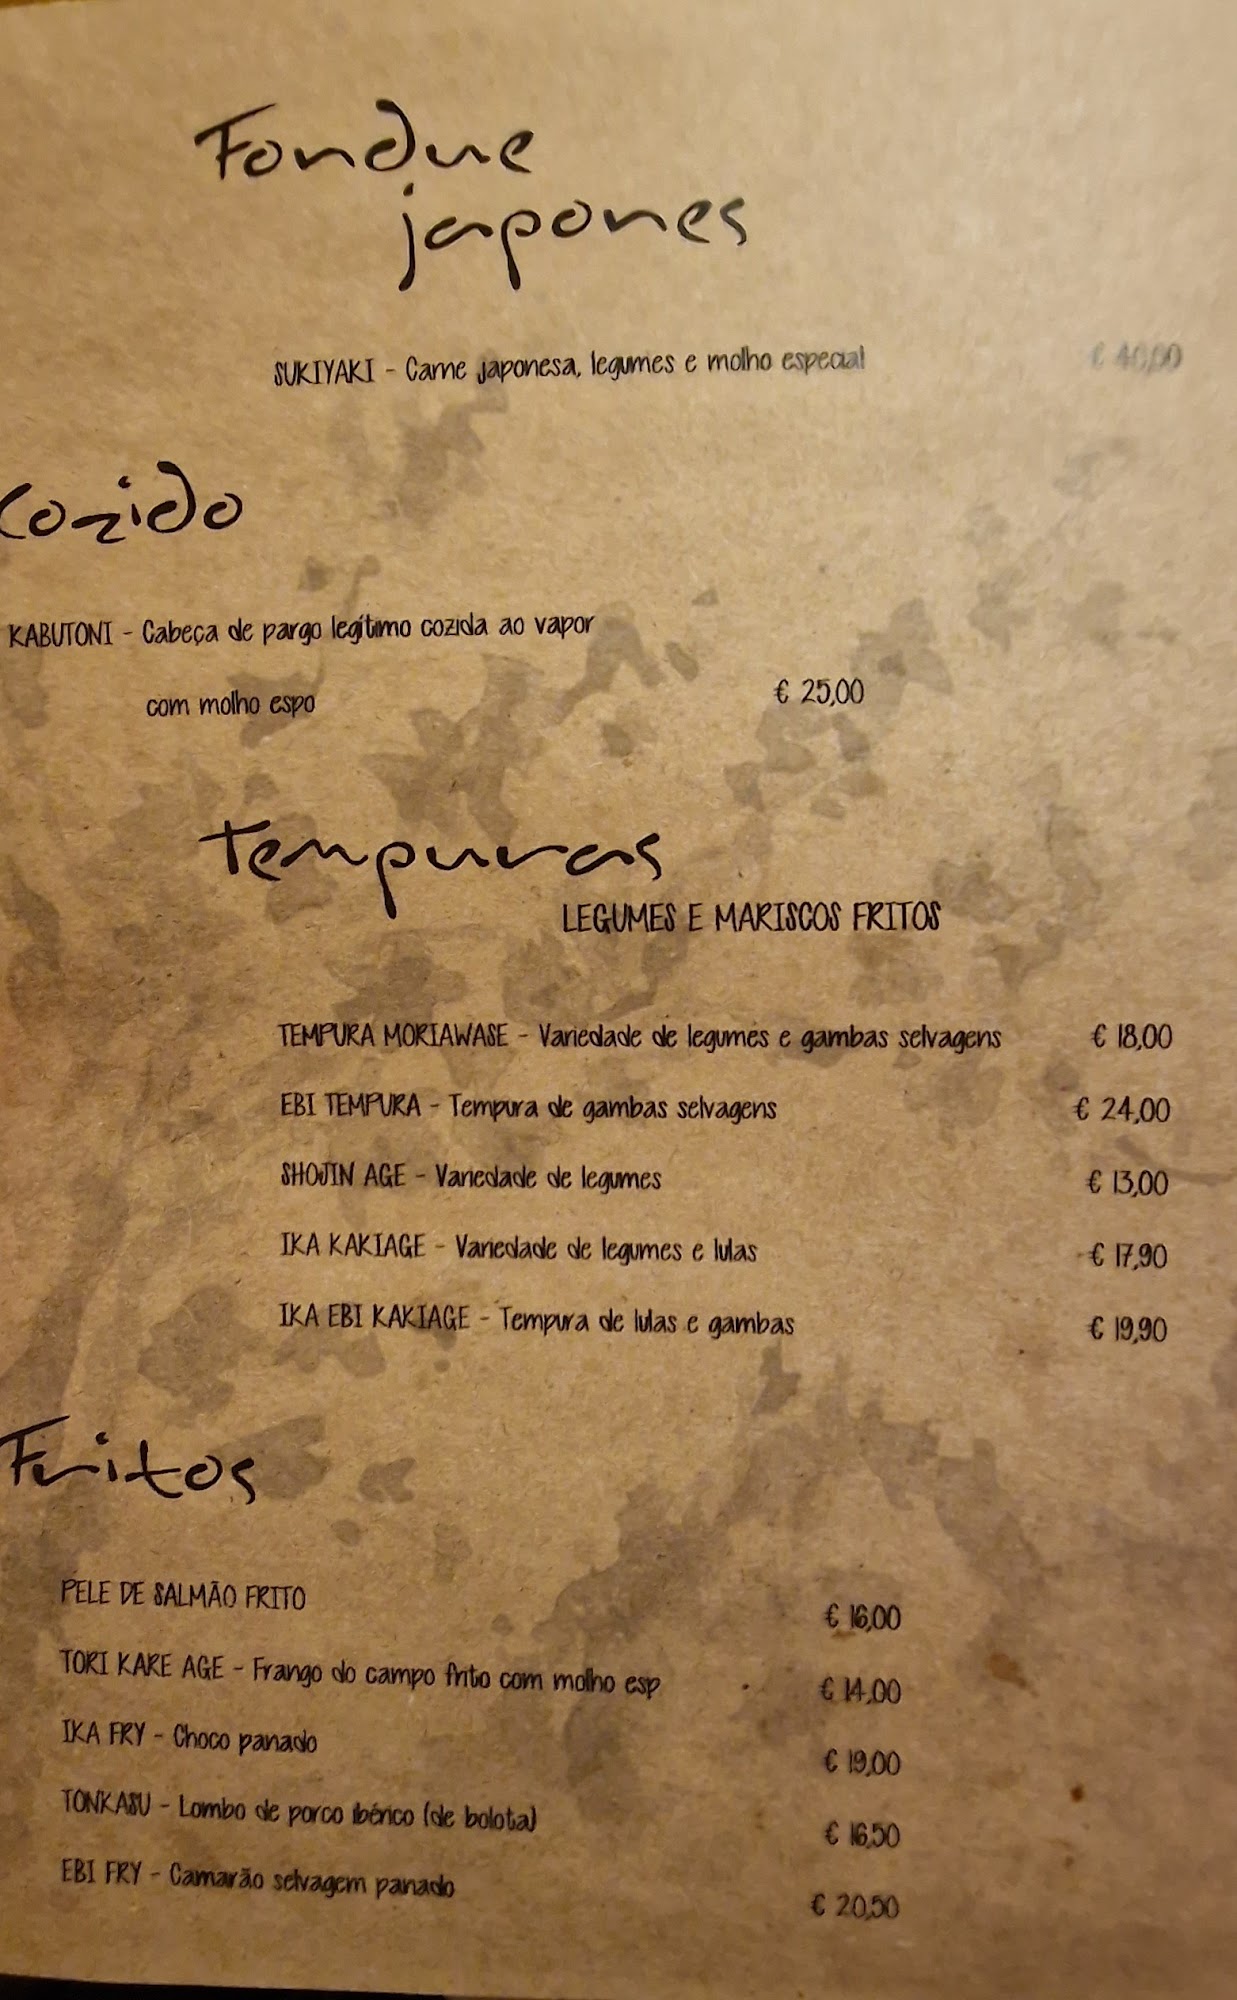 Fondue
japones
SUKIYAKI - Carne japonesa, legumes e molho especial € 40,00
Cozido
KABUTONI - Cabeça de pargo legítimo cozida ao vapor
com molho espo € 25,00
Tempuras
LEGUMES E MARISCOS FRITOS
TEMPURA MORIAWASE - Variedade de legumes e gambas selvagens € 18,00
EBI TEMPURA - Tempura de gambas selvagens € 24,00
SHOJIN AGE - Variedade de legumes € 13,00
IKA KAKIAGE - Variedade de legumes e lulas € 17,90
IKA EBI KAKIAGE - Tempura de lulas e gambas € 19,90
Fritos
PELE DE SALMÃO FRITO € 16,00
TORI KARE AGE - Frango do campo frito com molho esp € 14,00
IKA FRY - Choco panado € 19,00
TONKASU - Lombo de porco ibérico (de bolota) € 16,50
EBI FRY - Camarão selvagem panado € 20,50